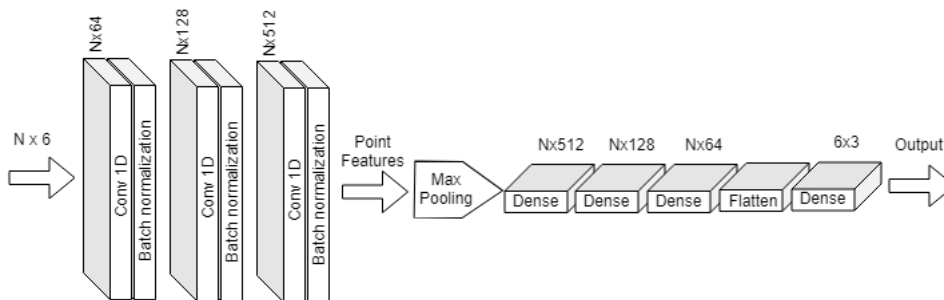 Nx64
Nx128
Nx512
N x 6
Conv 1D
Batch normalization
Conv 1D
Batch normalization
Conv 1D
Batch normalization
Point
Features
Max
Pooling
Nx512
Nx128
Nx64
6x3
Dense
Dense
Dense
Flatten
Dense
Output